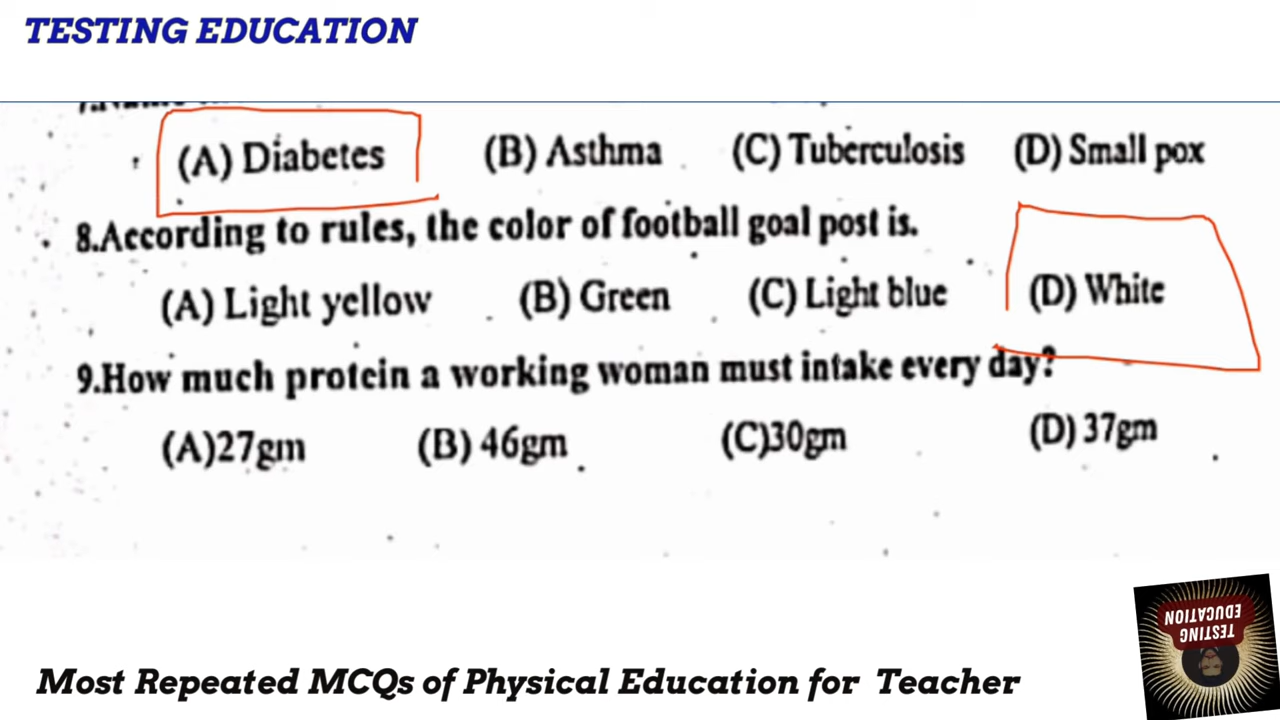 TESTING EDUCATION
(A) Diabetes (B) Asthma (C) Tuberculosis (D) Small pox
8.According to rules, the color of football goal post is.
(A) Light yellow (B) Green (C) Light blue (D) White
9.How much protein a working woman must intake every day?
(A)27gm (B) 46gm (C)30gm (D) 37gm
TESTING
EDUCATION
Most Repeated MCQs of Physical Education for Teacher